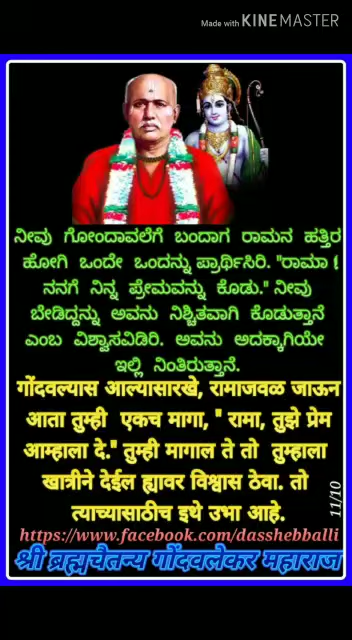 Made with KINEMASTER
ನೀವು ಗೋಂದಾವಲೆಗೆ ಬಂದಾಗ ರಾಮನ ಹತ್ತಿರ
ಹೋಗಿ ಒಂದೇ ಒಂದನ್ನು ಪ್ರಾರ್ಥಿಸಿರಿ. "ರಾಮಾ !
ನನಗೆ ನಿನ್ನ ಪ್ರೇಮವನ್ನು ಕೊಡು." ನೀವು
ಬೇಡಿದ್ದನ್ನು ಅವನು ನಿಶ್ಚಿತವಾಗಿ ಕೊಡುತ್ತಾನೆ
ಎಂಬ ವಿಶ್ವಾಸವಿಡಿರಿ. ಅವನು ಅದಕ್ಕಾಗಿಯೇ
ಇಲ್ಲಿ ನಿಂತಿರುತ್ತಾನೆ.
गोंदवल्यास आल्यासारखे, रामाजवळ जाऊन
आता तुम्ही एकच मागा, " रामा, तुझे प्रेम
आम्हाला दे." तुम्ही मागाल ते तो तुम्हाला
खात्रीने देईल ह्यावर विश्वास ठेवा. तो
त्याच्यासाठीच इथे उभा आहे.
11/10
https://www.facebook.com/dasshebballi
श्री ब्रह्मचैतन्य गोंदवलेकर महाराज